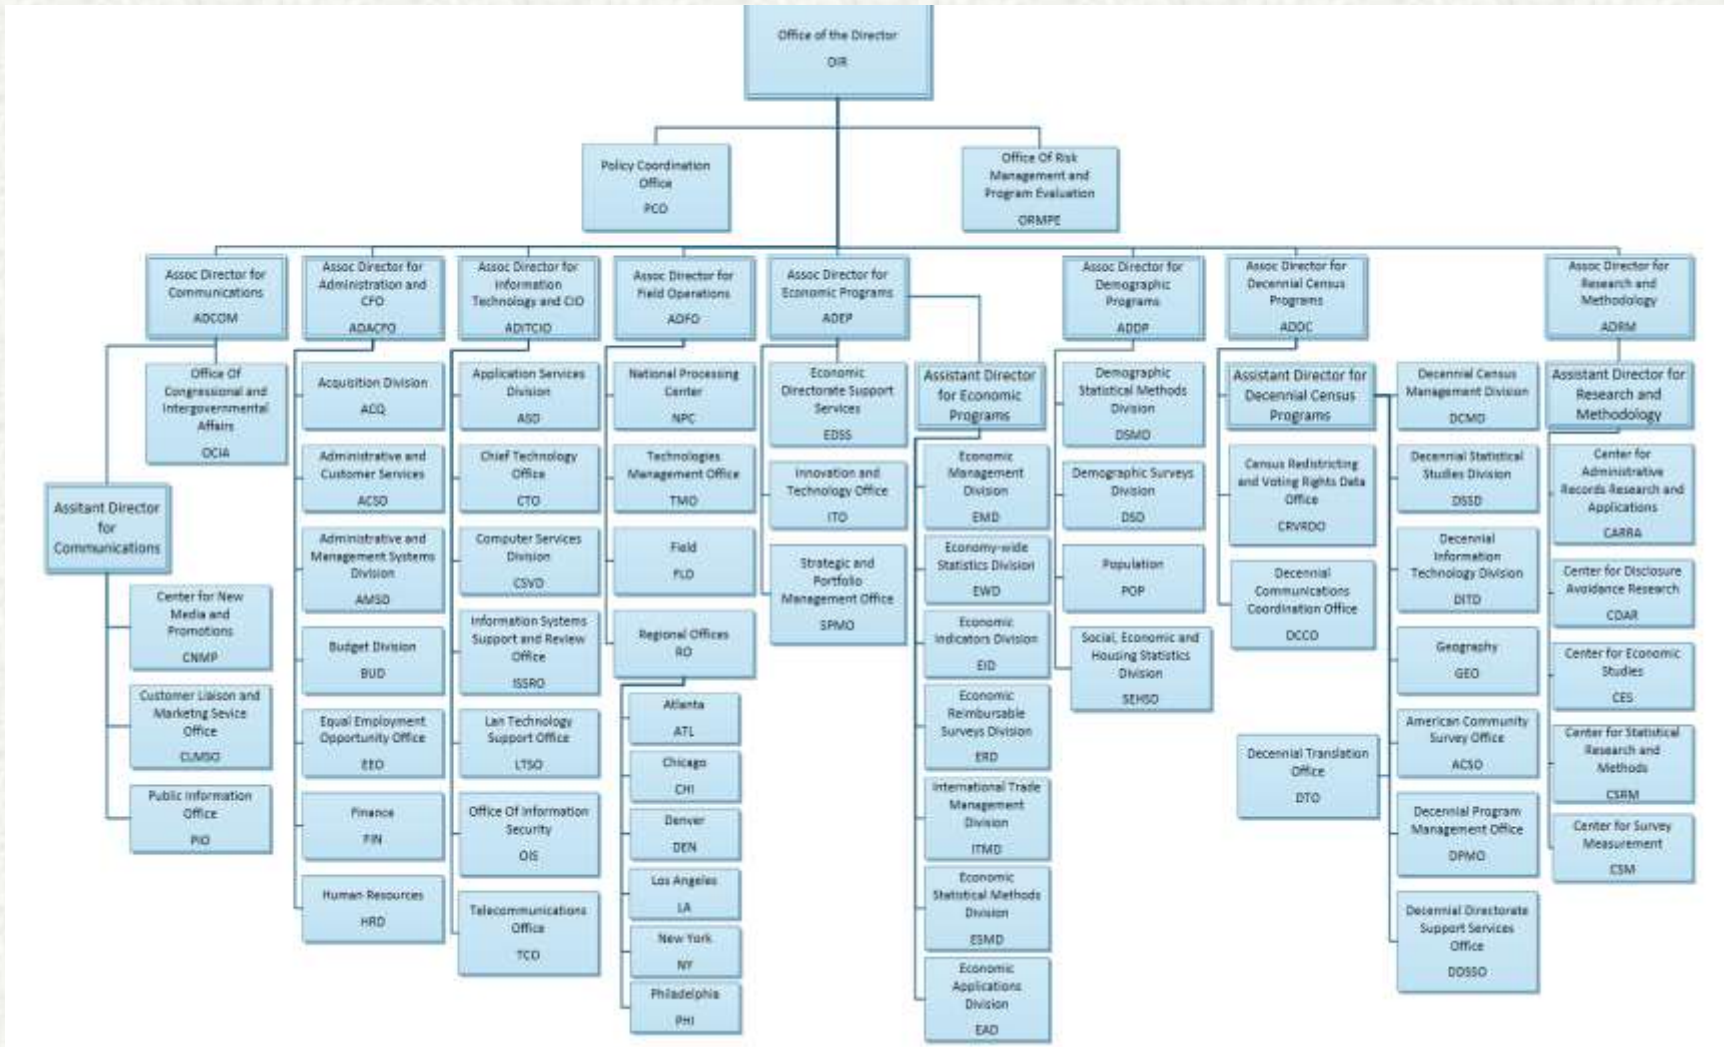 Office of the Director
DIR
Policy Coordination
Office
PCO
Office Of Risk
Management and
Program Evaluation
ORMPE
Assoc Director for
Communications
ADCOM
Assoc Director for
Administration and
CFO
ADACFO
Assoc Director for
Information
Technology and CIO
ADITCIO
Assoc Director for
Field Operations
ADFO
Assoc Director for
Economic Programs
ADEP
Assoc Director for
Demographic
Programs
ADDP
Assoc Director for
Decennial Census
Programs
ADDC
Assoc Director for
Research and
Methodology
ADRM
Office Of
Congressional and
Intergovernmental
Affairs
OCIA
Assitant Director
for
Communications
Center for New
Media and
Promotions
CNMP
Customer Liaison and
Marketng Sevice
Office
CLMSO
Public Information
Office
PIO
Acquisition Division
ACQ
Administrative and
Customer Services
ACSD
Administrative and
Management Systems
Division
AMSD
Budget Division
BUD
Equal Employment
Opportunity Office
EEO
Finance
FIN
Human Resources
HRD
Application Services
Division
ASD
Chief Technology
Office
CTO
Computer Services
Division
CSVD
Information Systems
Support and Review
Office
ISSRO
Lan Technology
Support Office
LTSO
Office Of Information
Security
OIS
Telecommunications
Office
TCO
National Processing
Center
NPC
Technologies
Management Office
TMO
Field
FLD
Regional Offices
RO
Atlanta
ATL
Chicago
CHI
Denver
DEN
Los Angeles
LA
New York
NY
Philadelphia
PHI
Economic
Directorate Support
Services
EDSS
Innovation and
Technology Office
ITO
Strategic and
Portfolio
Management Office
SPMO
Assistant Director
for Economic
Programs
Economic
Management
Division
EMD
Economy-wide
Statistics Division
EWD
Economic
Indicators Division
EID
Economic
Reimbursable
Surveys Division
ERD
International Trade
Management
Division
ITMD
Economic
Statistical Methods
Division
ESMD
Economic
Applications
Division
EAD
Demographic
Statistical Methods
Division
DSMD
Demographic Surveys
Division
DSD
Population
POP
Social, Economic and
Housing Statistics
Division
SEHSD
Assistant Director for
Decennial Census
Programs
Census Redistricting
and Voting Rights Data
Office
CRVRDO
Decennial
Communications
Coordination Office
DCCO
Decennial Translation
Office
DTO
Decennial Census
Management Division
DCMD
Decennial Statistical
Studies Division
DSSD
Decennial
Information
Technology Division
DITD
Geography
GEO
American Community
Survey Office
ACSO
Decennial Program
Management Office
DPMO
Decennial Directorate
Support Services
Office
DDSSO
Assistant Director for
Research and
Methodology
Center for
Administrative
Records Research and
Applications
CARRA
Center for Disclosure
Avoidance Research
CDAR
Center for Economic
Studies
CES
Center for Statistical
Research and
Methods
CSRM
Center for Survey
Measurement
CSM